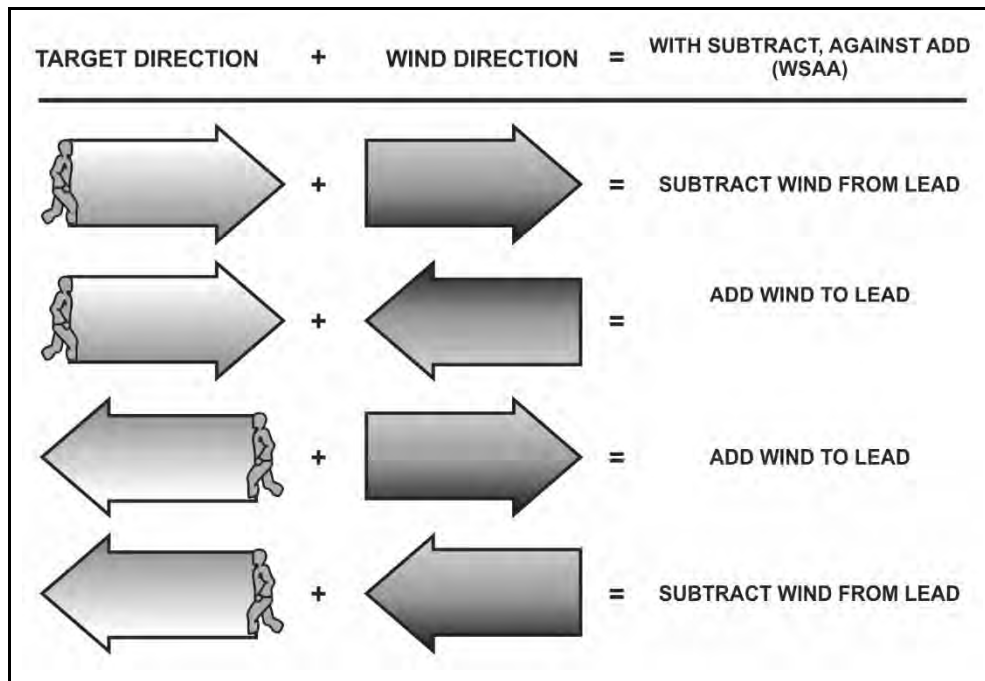 TARGET DIRECTION + WIND DIRECTION = WITH SUBTRACT, AGAINST ADD
(WSAA)
+ = SUBTRACT WIND FROM LEAD
+ = ADD WIND TO LEAD
+ = ADD WIND TO LEAD
+ = SUBTRACT WIND FROM LEAD